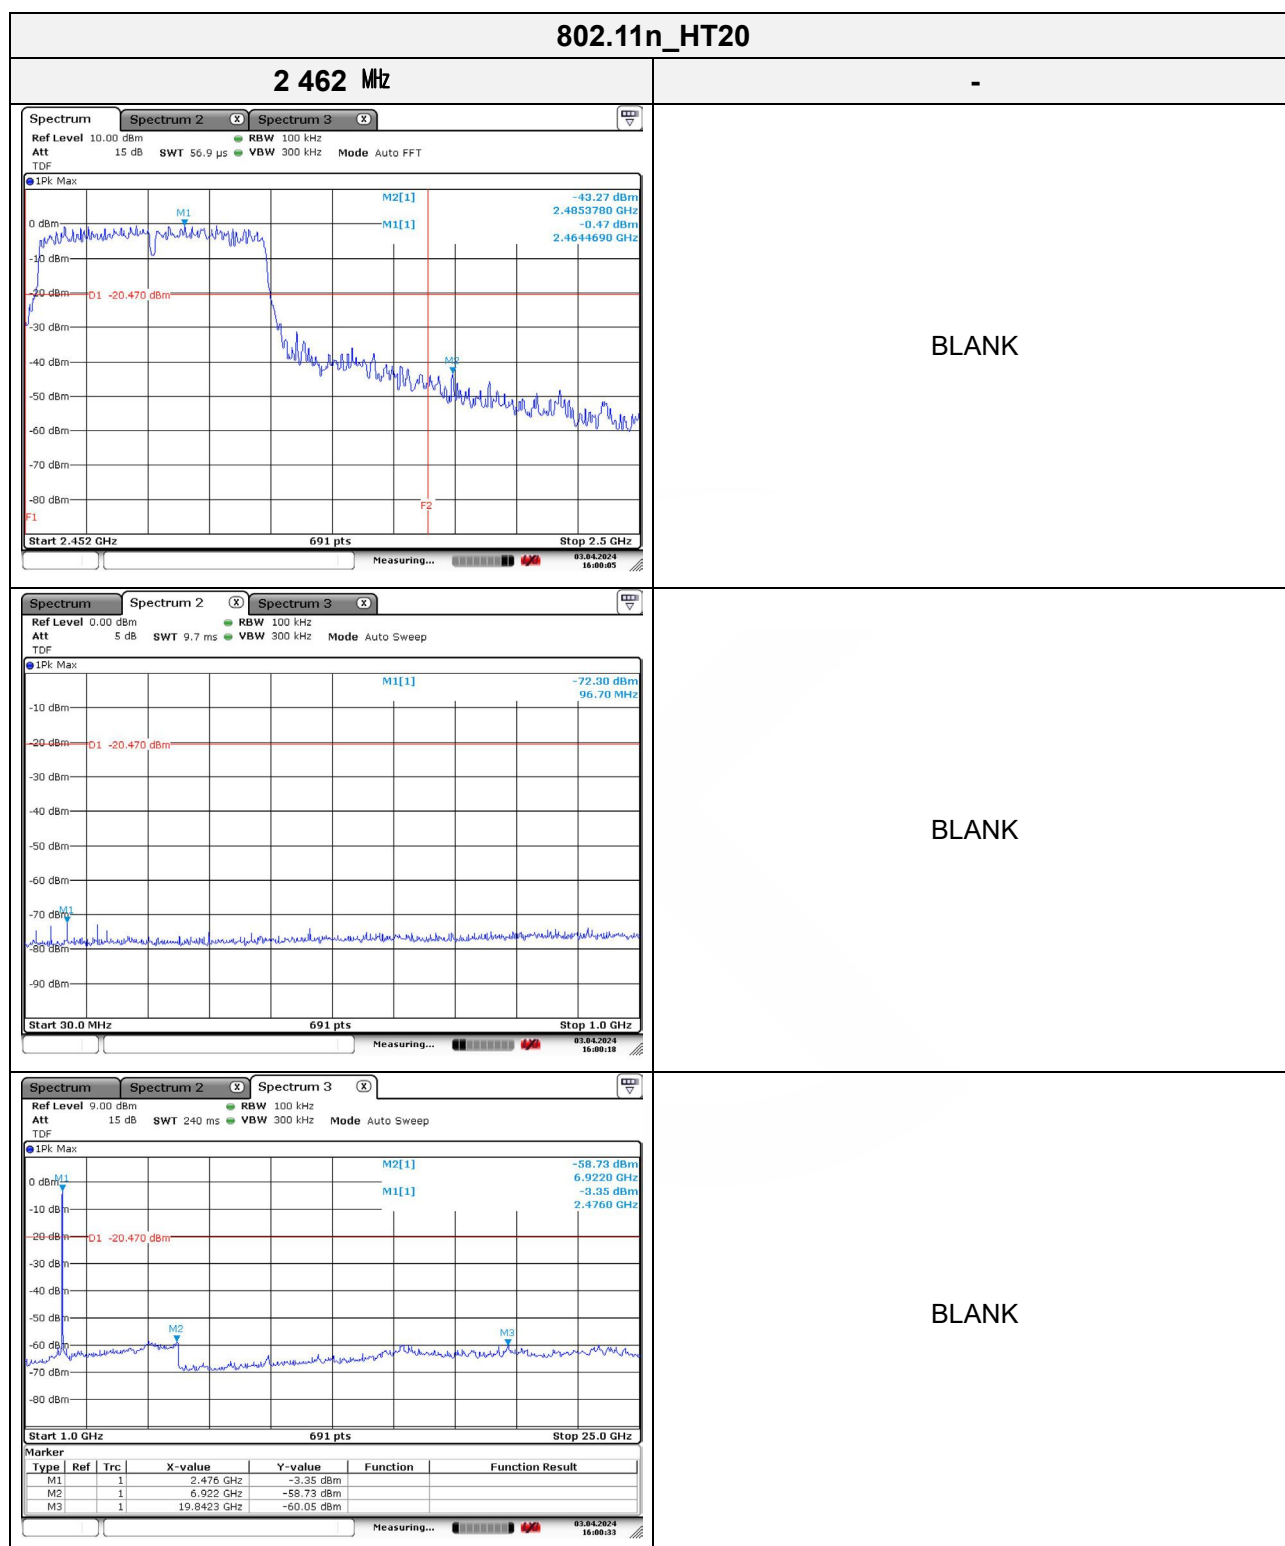 802.11n_HT20
2 462 ㎒ -
Spectrum Spectrum 2 X Spectrum 3 X
Ref Level 10.00 dBm RBW 100 kHz
Att 15 dB SWT 56.9 µs VBW 300 kHz Mode Auto FFT
TDF
1Pk Max
M2[1] -43.27 dBm
2.4853780 GHz
M1[1] -0.47 dBm
2.4644690 GHz
M1
0 dBm
-10 dBm
-20 dBm D1 -20.470 dBm
-30 dBm
-40 dBm
M2
-50 dBm
-60 dBm
-70 dBm
-80 dBm
F2
F1
Start 2.452 GHz 691 pts Stop 2.5 GHz
Measuring... 03.04.2024
16:00:05
BLANK
Spectrum Spectrum 2 X Spectrum 3 X
Ref Level 0.00 dBm RBW 100 kHz
Att 5 dB SWT 9.7 ms VBW 300 kHz Mode Auto Sweep
TDF
1Pk Max
M1[1] -72.30 dBm
96.70 MHz
-10 dBm
-20 dBm D1 -20.470 dBm
-30 dBm
-40 dBm
-50 dBm
-60 dBm
-70 dBm M1
-80 dBm
-90 dBm
Start 30.0 MHz 691 pts Stop 1.0 GHz
Measuring... 03.04.2024
16:00:18
BLANK
Spectrum Spectrum 2 X Spectrum 3 X
Ref Level 9.00 dBm RBW 100 kHz
Att 15 dB SWT 240 ms VBW 300 kHz Mode Auto Sweep
TDF
1Pk Max
M2[1] -58.73 dBm
6.9220 GHz
M1[1] -3.35 dBm
2.4760 GHz
0 dBm M1
-10 dBm
-20 dBm D1 -20.470 dBm
-30 dBm
-40 dBm
-50 dBm
M2 M3
-60 dBm
-70 dBm
-80 dBm
Start 1.0 GHz 691 pts Stop 25.0 GHz
Marker
Type Ref Trc X-value Y-value Function Function Result
M1 1 2.476 GHz -3.35 dBm
M2 1 6.922 GHz -58.73 dBm
M3 1 19.8423 GHz -60.05 dBm
Measuring... 03.04.2024
16:00:33
BLANK